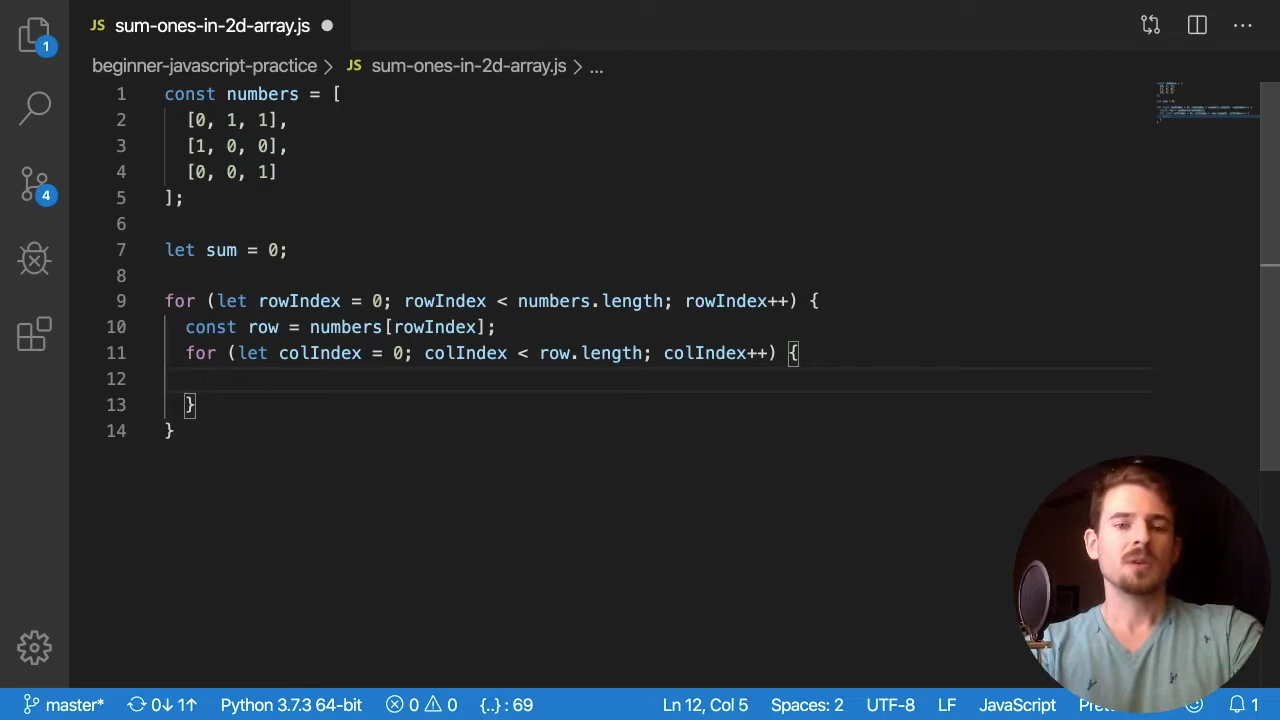 JS sum-ones-in-2d-array.js
1
beginner-javascript-practice > JS sum-ones-in-2d-array.js > ...
1 const numbers = [
2 [0, 1, 1],
3 [1, 0, 0],
4 [0, 0, 1]
5 ];
6
7 let sum = 0;
8
9 for (let rowIndex = 0; rowIndex < numbers.length; rowIndex++) {
10 const row = numbers[rowIndex];
11 for (let colIndex = 0; colIndex < row.length; colIndex++) {
12
13 }
14 }
4
master* 0↓ 1↑ Python 3.7.3 64-bit 0 0 {..} : 69 Ln 12, Col 5 Spaces: 2 UTF-8 LF JavaScript 1